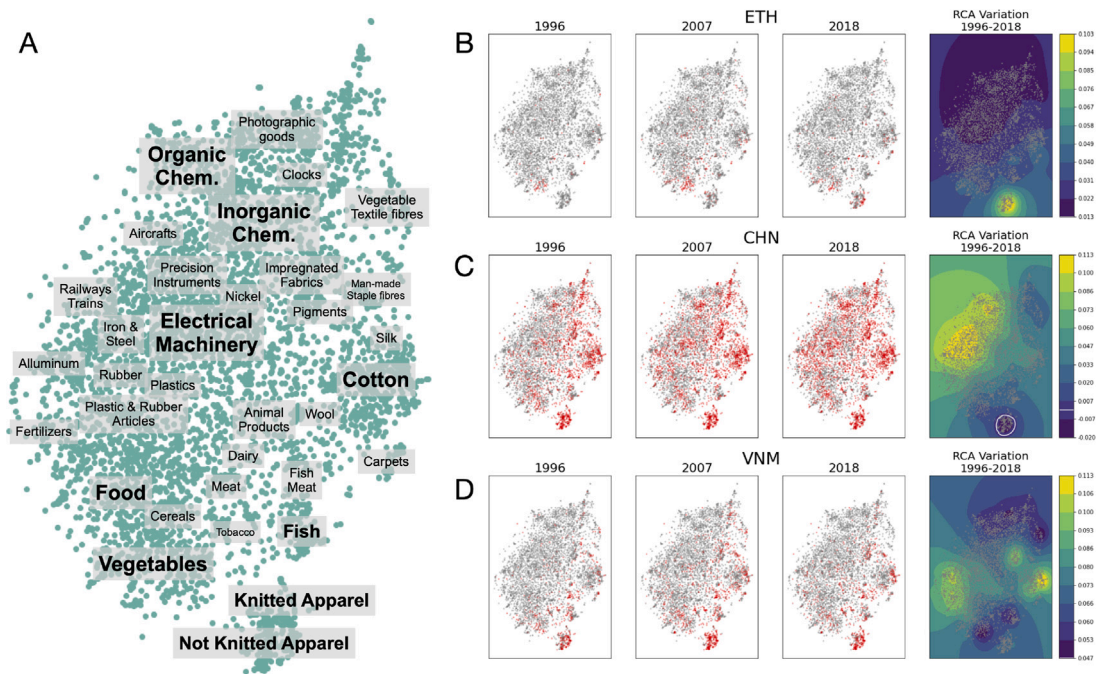 A
Photographic
goods
Organic
Chem.
Clocks
Vegetable
Textile fibres
Inorganic
Chem.
Aircrafts
Precision
Instruments
Impregnated
Fabrics
Railways
Trains
Nickel
Man-made
Staple fibres
Pigments
Iron &
Steel
Electrical
Machinery
Silk
Alluminum
Rubber
Plastics
Cotton
Plastic & Rubber
Articles
Animal
Products
Wool
Fertilizers
Dairy
Carpets
Meat
Fish
Meat
Food
Cereals
Tobacco
Fish
Vegetables
Knitted Apparel
Not Knitted Apparel
B
ETH
1996
2007
2018
RCA Variation
1996-2018
0.103
0.094
0.085
0.076
0.067
0.058
0.049
0.040
0.031
0.022
0.013
C
CHN
1996
2007
2018
RCA Variation
1996-2018
0.113
0.100
0.087
0.073
0.060
0.047
0.033
0.020
0.007
-0.007
-0.020
D
VNM
1996
2007
2018
RCA Variation
1996-2018
0.113
0.106
0.100
0.093
0.086
0.080
0.073
0.066
0.060
0.053
0.047